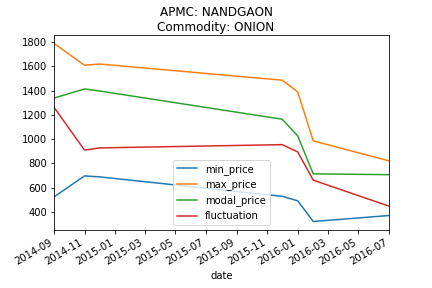 APMC: NANDGAON
Commodity: ONION
1800
1600
1400
1200
1000
800
600
400
min_price
max_price
modal_price
fluctuation
2014-09
2014-11
2015-01
2015-03
2015-05
2015-07
2015-09
2015-11
2016-01
2016-03
2016-05
2016-07
date